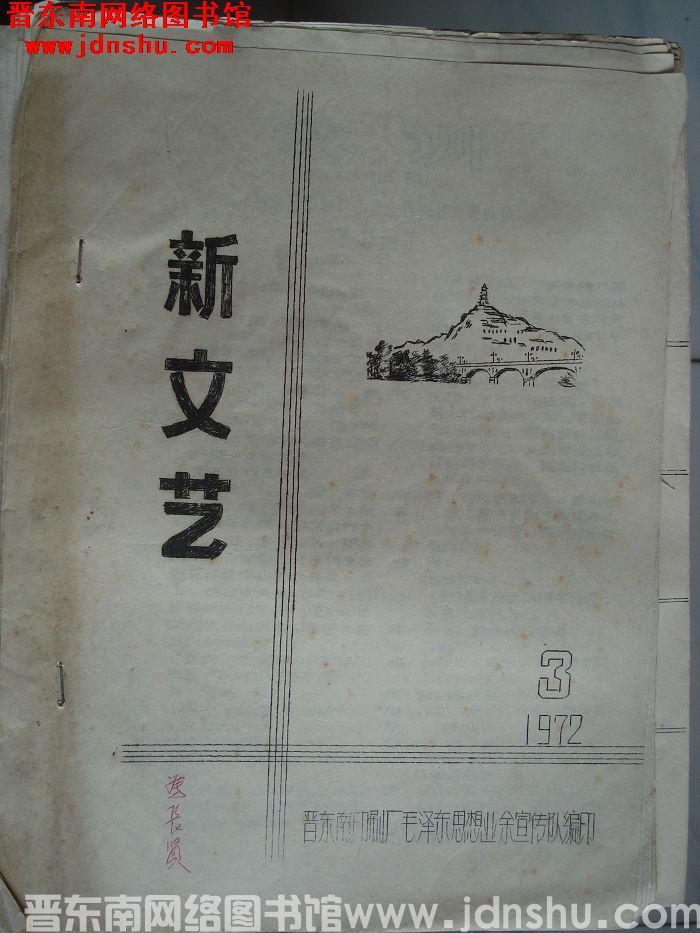 晋东南网络图书馆
www.jdnshu.com
新文艺
3
1972
晋东南印刷厂毛泽东思想业余宣传队编印
晋东南网络图书馆www.jdnshu.com